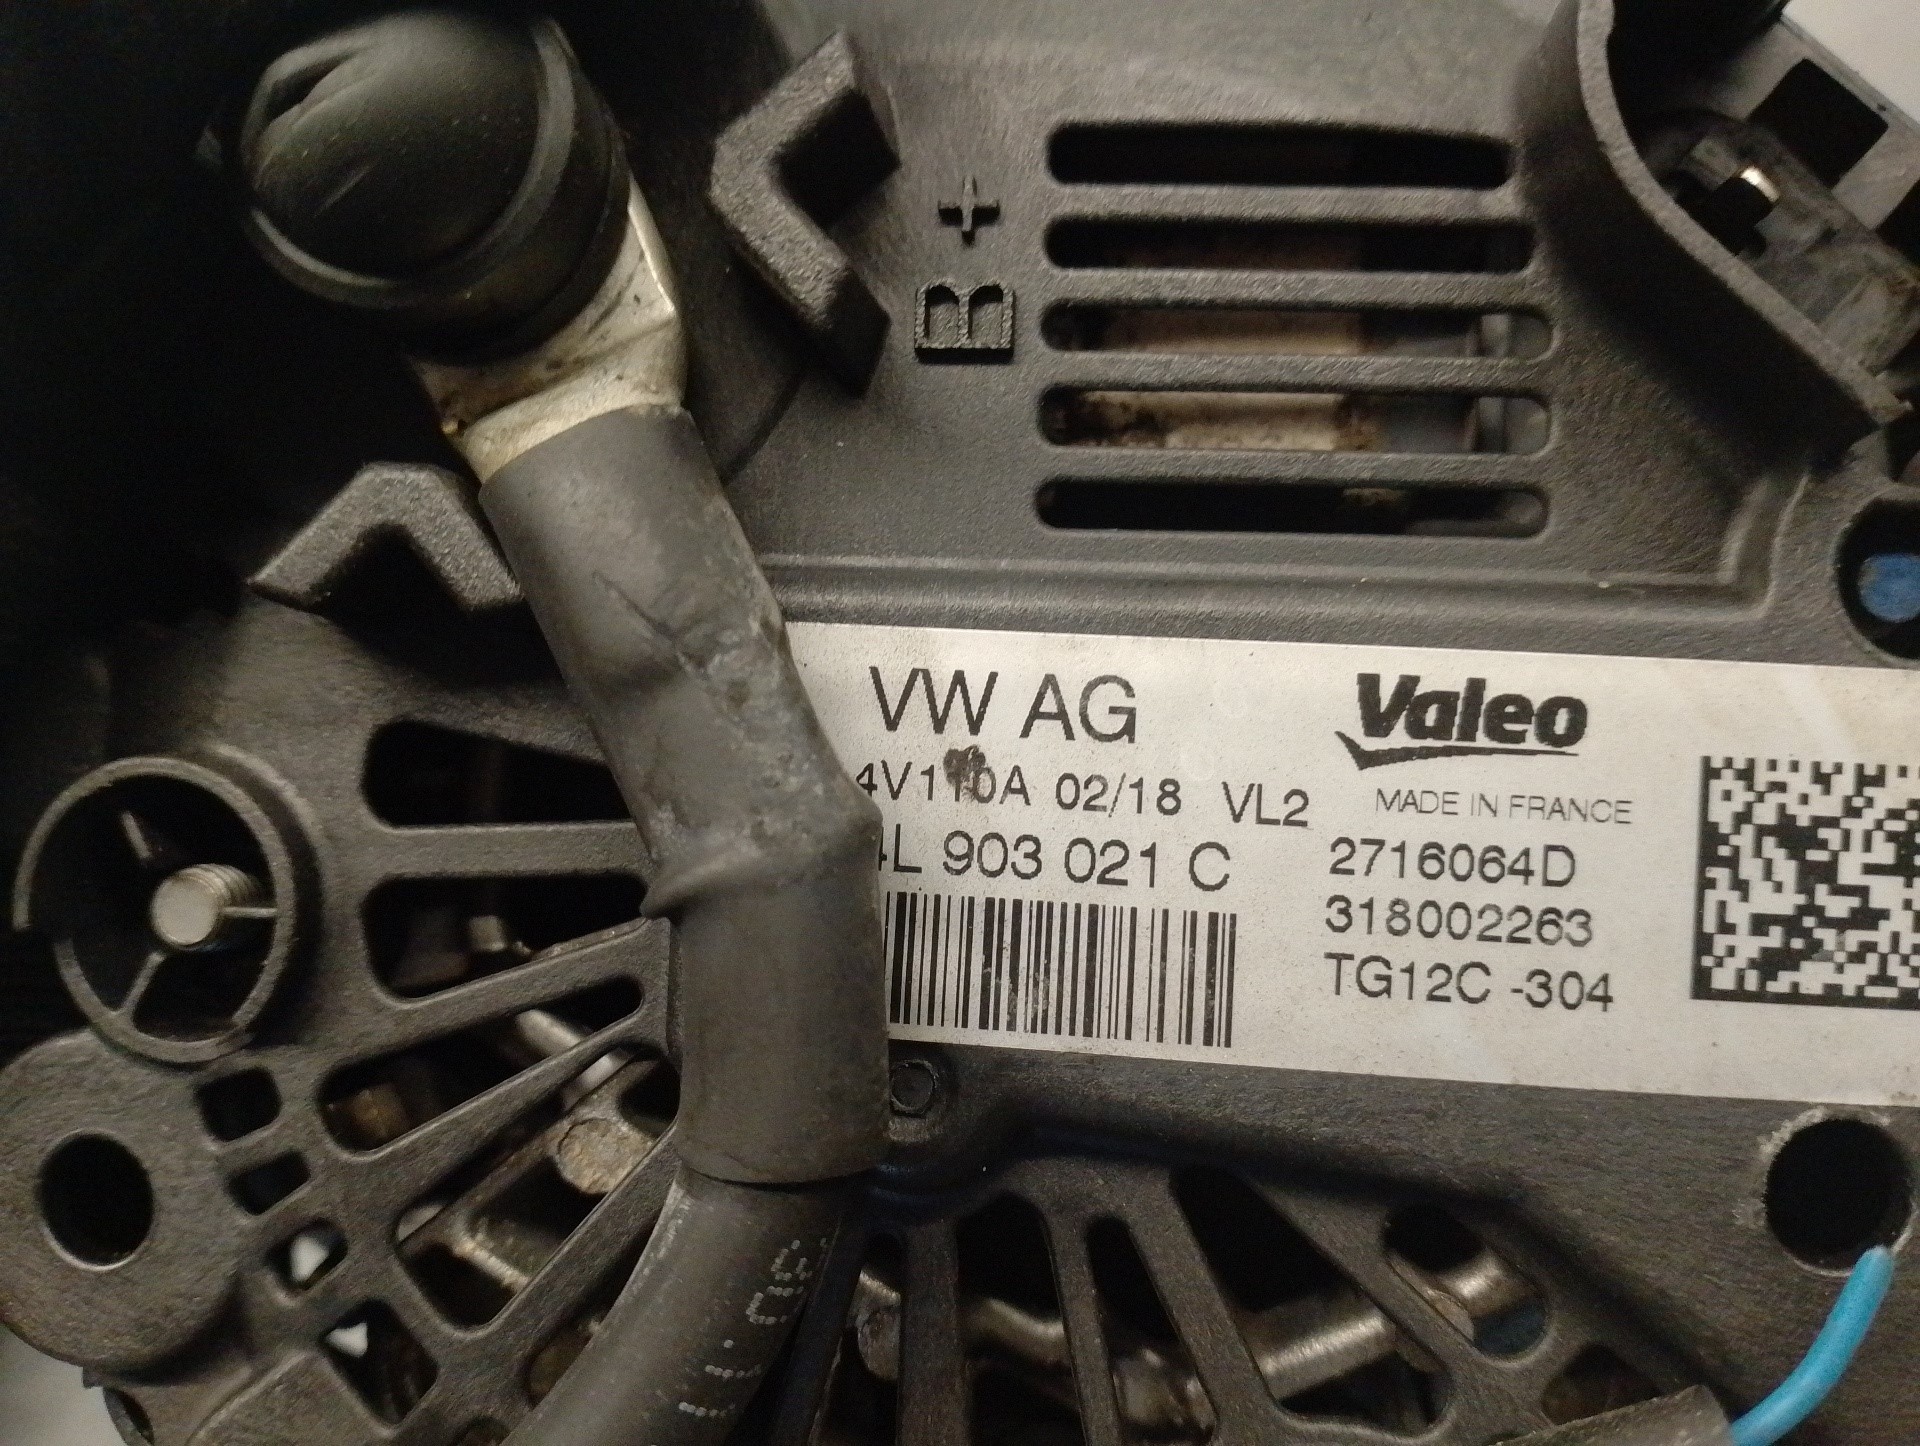 B+
VW AG
Valeo
4V110A 02/18 VL2
MADE IN FRANCE
4L 903 021 C
2716064D
318002263
TG12C -304